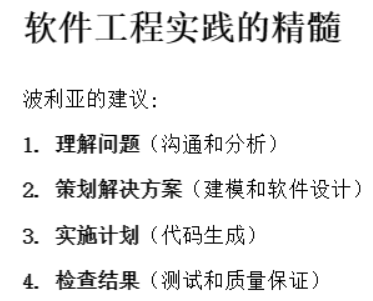 软件工程实践的精髓
波利亚的建议:
1. 理解问题（沟通和分析）
2. 策划解决方案（建模和软件设计）
3. 实施计划（代码生成）
4. 检查结果（测试和质量保证）